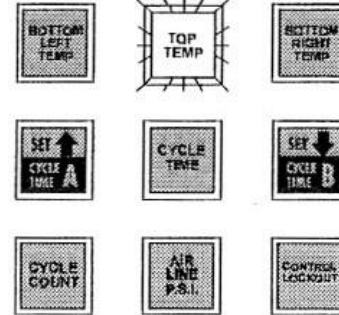 BOTTOM
LEFT
TEMP
TOP
TEMP
BOTTOM
RIGHT
TEMP
SET
CYCLE
TIME A
CYCLE
TIME
SET
CYCLE
TIME B
CYCLE
COUNT
AIR
LINE
P.S.I.
CONTROL
LOCKOUT